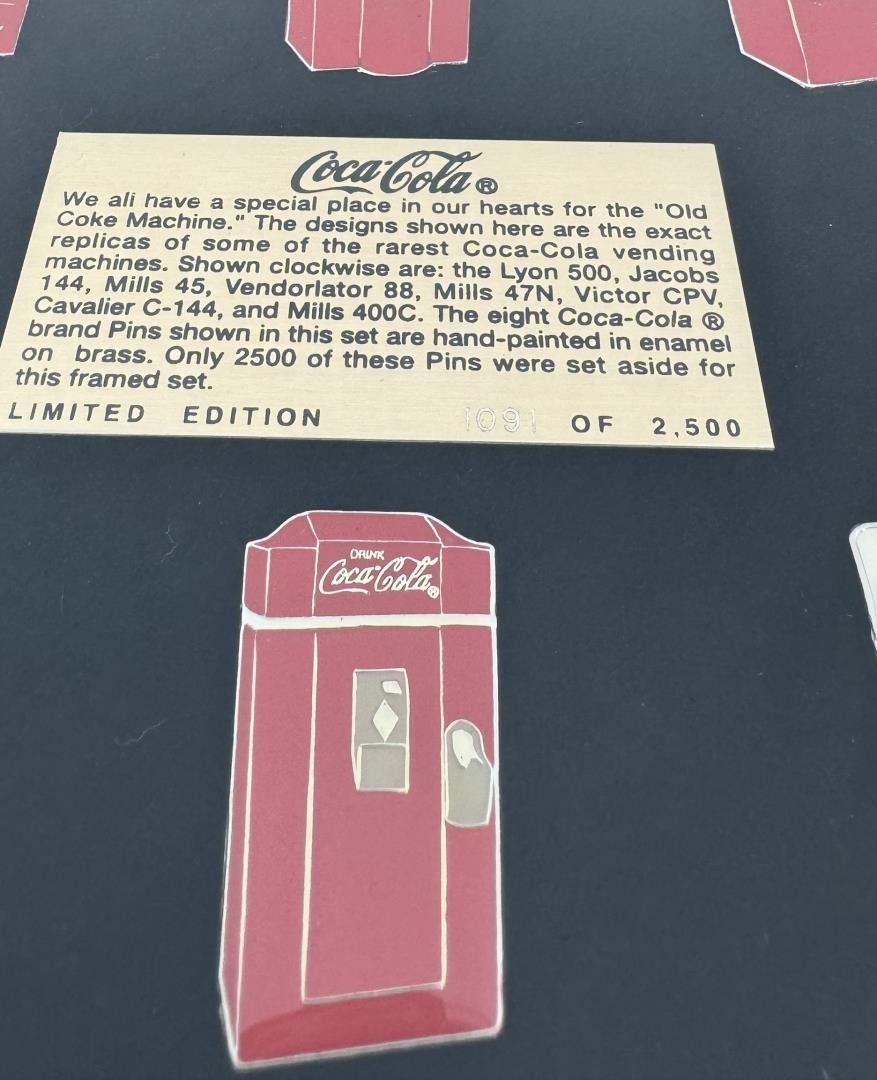 Coca-Cola ®
We all have a special place in our hearts for the "Old
Coke Machine." The designs shown here are the exact
replicas of some of the rarest Coca-Cola vending
machines. Shown clockwise are: the Lyon 500, Jacobs
144, Mills 45, Vendorlator 88, Mills 47N, Victor CPV,
Cavalier C-144, and Mills 400C. The eight Coca-Cola ®
brand Pins shown in this set are hand-painted in enamel
on brass. Only 2500 of these Pins were set aside for
this framed set.
LIMITED EDITION 1091 OF 2,500
DRINK
Coca-Cola ®